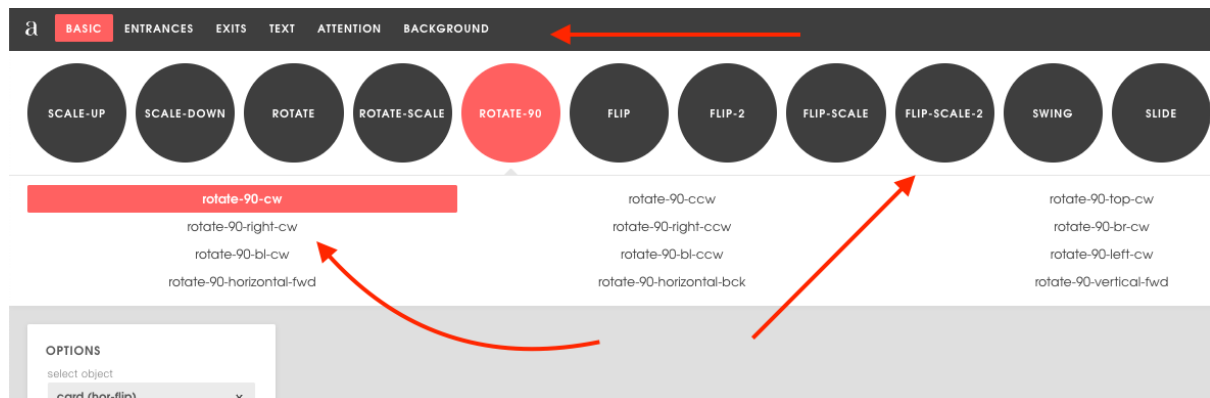 a BASIC ENTRANCES EXITS TEXT ATTENTION BACKGROUND
SCALE-UP SCALE-DOWN ROTATE ROTATE-SCALE ROTATE-90 FLIP FLIP-2 FLIP-SCALE FLIP-SCALE-2 SWING SLIDE
rotate-90-cw rotate-90-ccw rotate-90-top-cw
rotate-90-right-cw rotate-90-right-ccw rotate-90-br-cw
rotate-90-bl-cw rotate-90-bl-ccw rotate-90-left-cw
rotate-90-horizontal-fwd rotate-90-horizontal-bck rotate-90-vertical-fwd
OPTIONS
select object
card (hor-flip)